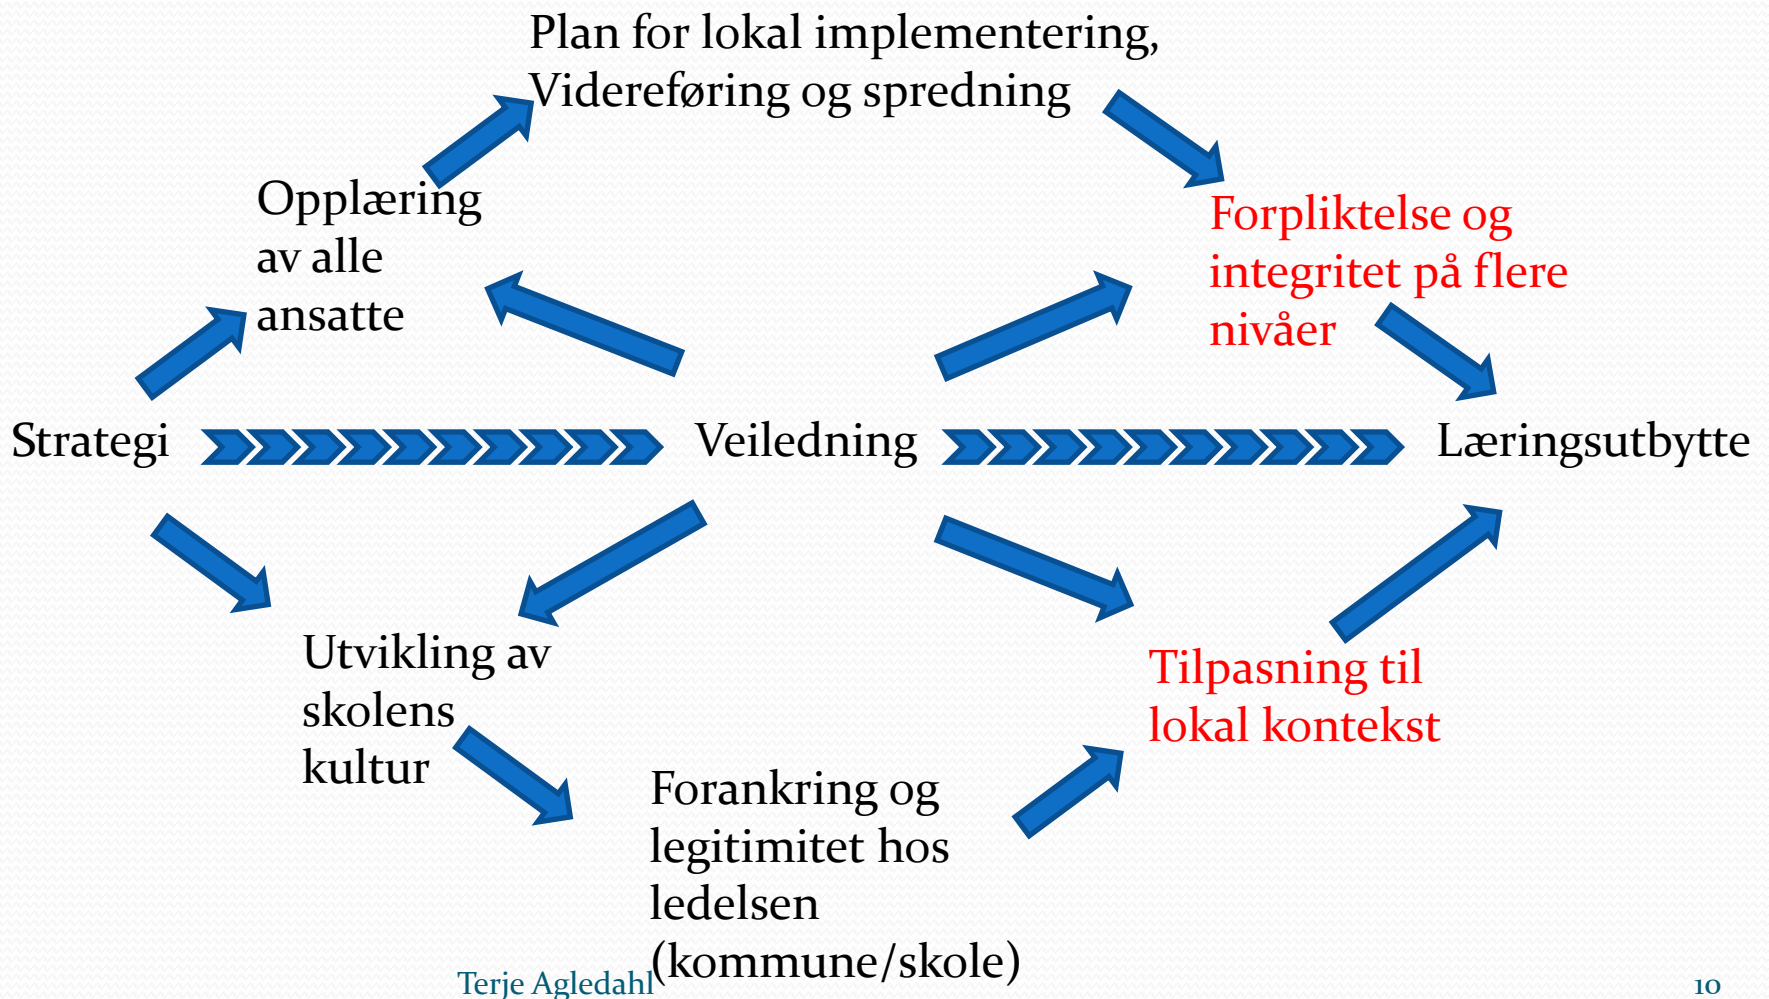 Plan for lokal implementering,
Videreføring og spredning
Opplæring
av alle
ansatte
Forpliktelse og
integritet på flere
nivåer
Strategi
Veiledning
Læringsutbytte
Utvikling av
skolens
kultur
Tilpasning til
lokal kontekst
Forankring og
legitimitet hos
ledelsen
(kommune/skole)
Terje Agledahl
10